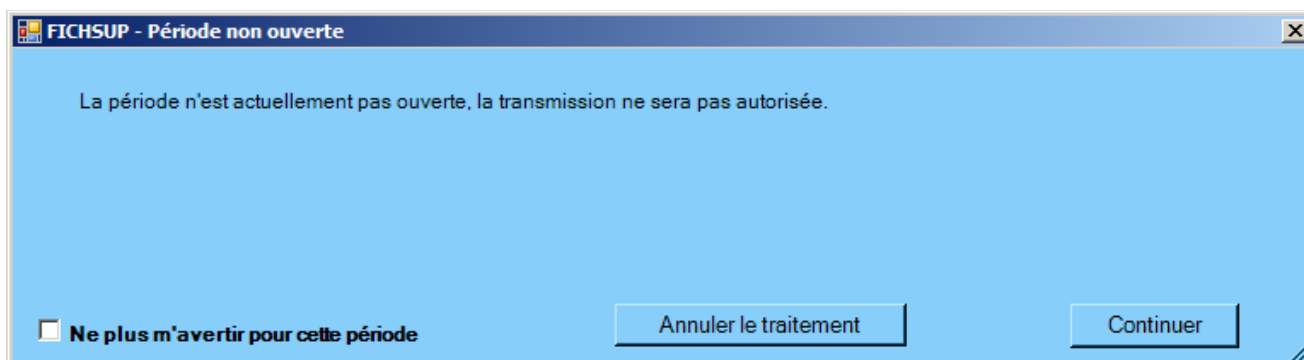 FICHSUP - Période non ouverte
La période n'est actuellement pas ouverte, la transmission ne sera pas autorisée.
Ne plus m'avertir pour cette période
Annuler le traitement
Continuer